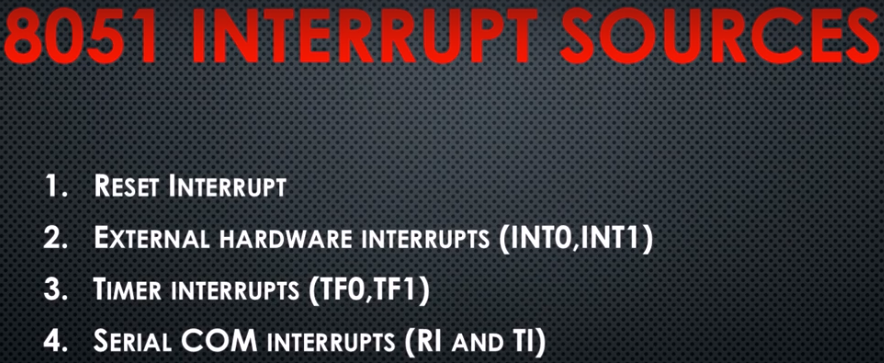 8051 INTERRUPT SOURCES
1. RESET INTERRUPT
2. EXTERNAL HARDWARE INTERRUPTS (INT0,INT1)
3. TIMER INTERRUPTS (TF0,TF1)
4. SERIAL COM INTERRUPTS (RI AND TI)